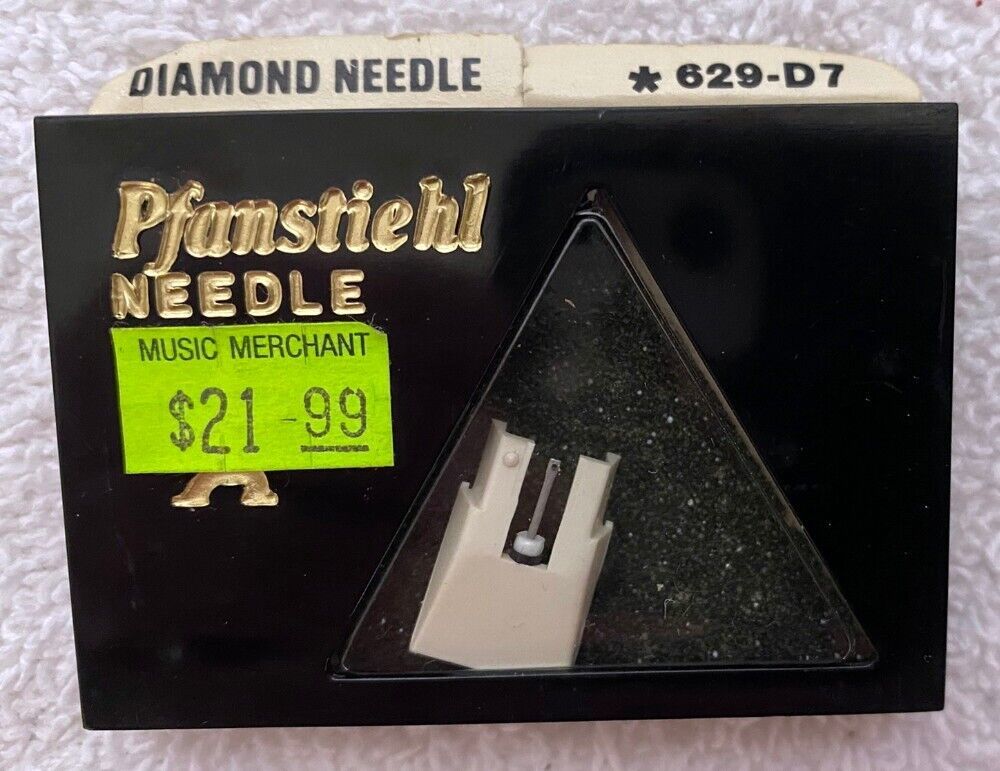 DIAMOND NEEDLE * 629-D7
Pfanstiehl
NEEDLE
MUSIC MERCHANT
$21-99